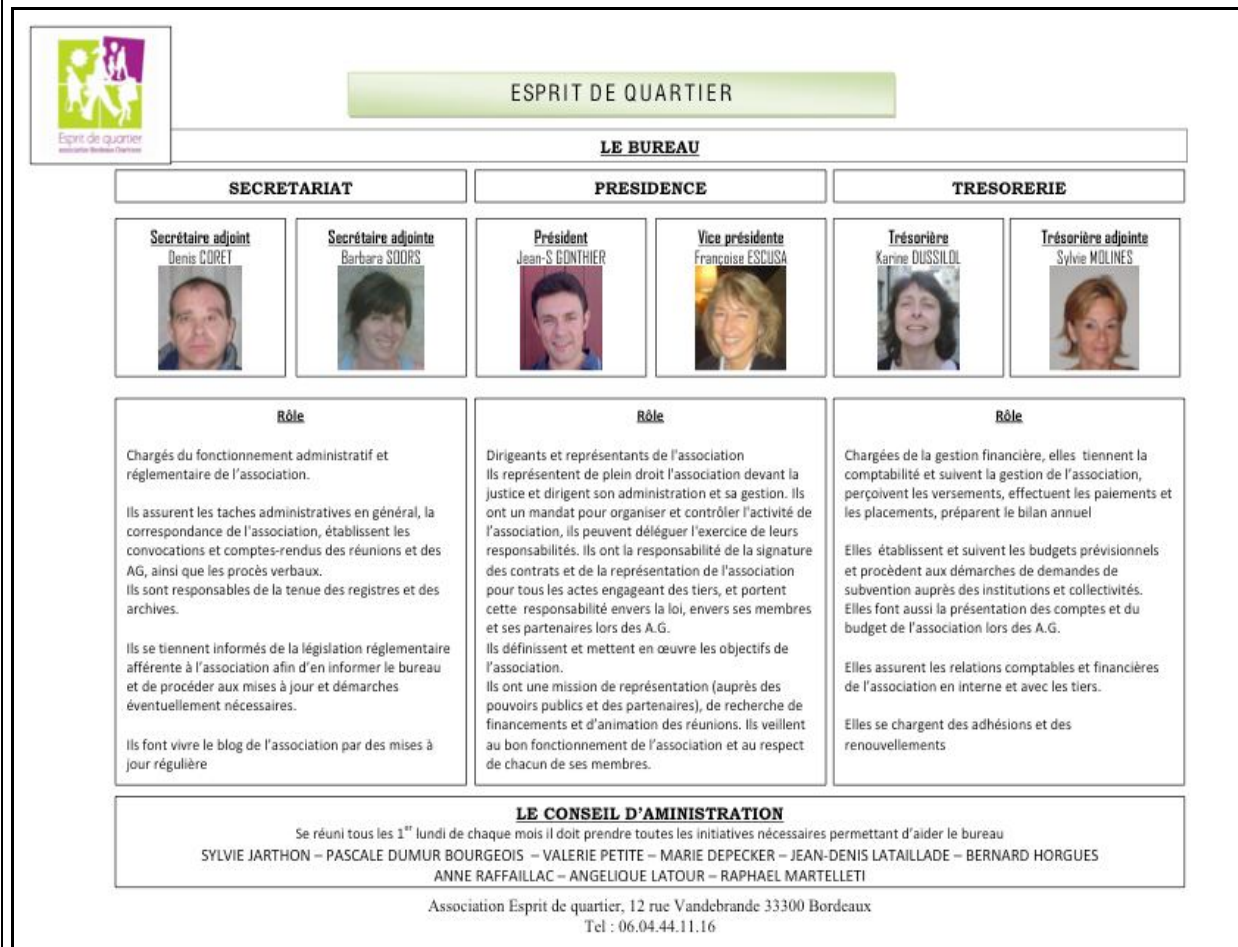 Esprit de quartier
association Bordeaux Chartrons
ESPRIT DE QUARTIER
LE BUREAU
SECRETARIAT
Secrétaire adjoint
Denis CORET
Secrétaire adjointe
Barbara SOORS
Rôle
Chargés du fonctionnement administratif et
réglementaire de l'association.
Ils assurent les taches administratives en général, la
correspondance de l'association, établissent les
convocations et comptes-rendus des réunions et des
AG, ainsi que les procès verbaux.
Ils sont responsables de la tenue des registres et des
archives.
Ils se tiennent informés de la législation réglementaire
afférente à l'association afin d'en informer le bureau
et de procéder aux mises à jour et démarches
éventuellement nécessaires.
Ils font vivre le blog de l'association par des mises à
jour régulière
PRESIDENCE
Président
Jean-S GONTHIER
Vice présidente
Françoise ESCUSA
Rôle
Dirigeants et représentants de l'association
Ils représentent de plein droit l'association devant la
justice et dirigent son administration et sa gestion. Ils
ont un mandat pour organiser et contrôler l'activité de
l'association, ils peuvent déléguer l'exercice de leurs
responsabilités. Ils ont la responsabilité de la signature
des contrats et de la représentation de l'association
pour tous les actes engageant des tiers, et portent
cette responsabilité envers la loi, envers ses membres
et ses partenaires lors des A.G.
Ils définissent et mettent en œuvre les objectifs de
l'association.
Ils ont une mission de représentation (auprès des
pouvoirs publics et des partenaires), de recherche de
financements et d'animation des réunions. Ils veillent
au bon fonctionnement de l'association et au respect
de chacun de ses membres.
TRESORERIE
Trésorière
Karine DUSSILOL
Trésorière adjointe
Sylvie MOLINES
Rôle
Chargées de la gestion financière, elles tiennent la
comptabilité et suivent la gestion de l'association,
perçoivent les versements, effectuent les paiements et
les placements, préparent le bilan annuel
Elles établissent et suivent les budgets prévisionnels
et procèdent aux démarches de demandes de
subvention auprès des institutions et collectivités.
Elles font aussi la présentation des comptes et du
budget de l'association lors des A.G.
Elles assurent les relations comptables et financières
de l'association en interne et avec les tiers.
Elles se chargent des adhésions et des
renouvellements
LE CONSEIL D'AMINISTRATION
Se réuni tous les 1er lundi de chaque mois il doit prendre toutes les initiatives nécessaires permettant d'aider le bureau
SYLVIE JARTHON – PASCALE DUMUR BOURGEOIS – VALERIE PETITE – MARIE DEPECKER – JEAN-DENIS LATAILLADE – BERNARD HORGUES
ANNE RAFFAILLAC – ANGELIQUE LATOUR – RAPHAEL MARTELLETI
Association Esprit de quartier, 12 rue Vandebrande 33300 Bordeaux
Tel : 06.04.44.11.16